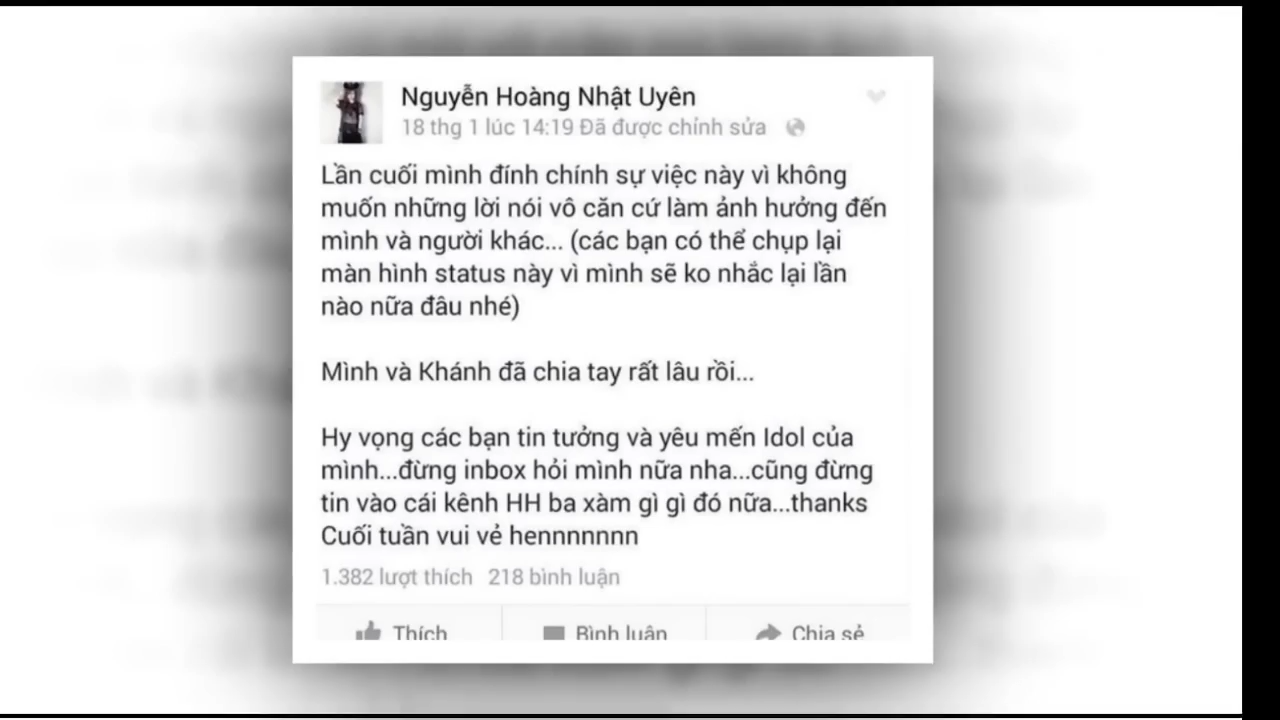 Nguyễn Hoàng Nhật Uyên
18 thg 1 lúc 14:19 Đã được chỉnh sửa
Lần cuối mình đính chính sự việc này vì không
muốn những lời nói vô căn cứ làm ảnh hưởng đến
mình và người khác... (các bạn có thể chụp lại
màn hình status này vì mình sẽ ko nhắc lại lần
nào nữa đâu nhé)
Mình và Khánh đã chia tay rất lâu rồi...
Hy vọng các bạn tin tưởng và yêu mến Idol của
mình...đừng inbox hỏi mình nữa nha...cũng đừng
tin vào cái kênh HH ba xàm gì gì đó nữa...thanks
Cuối tuần vui vẻ hennnnnnn
1.382 lượt thích 218 bình luận
Thích Bình luận Chia sẻ